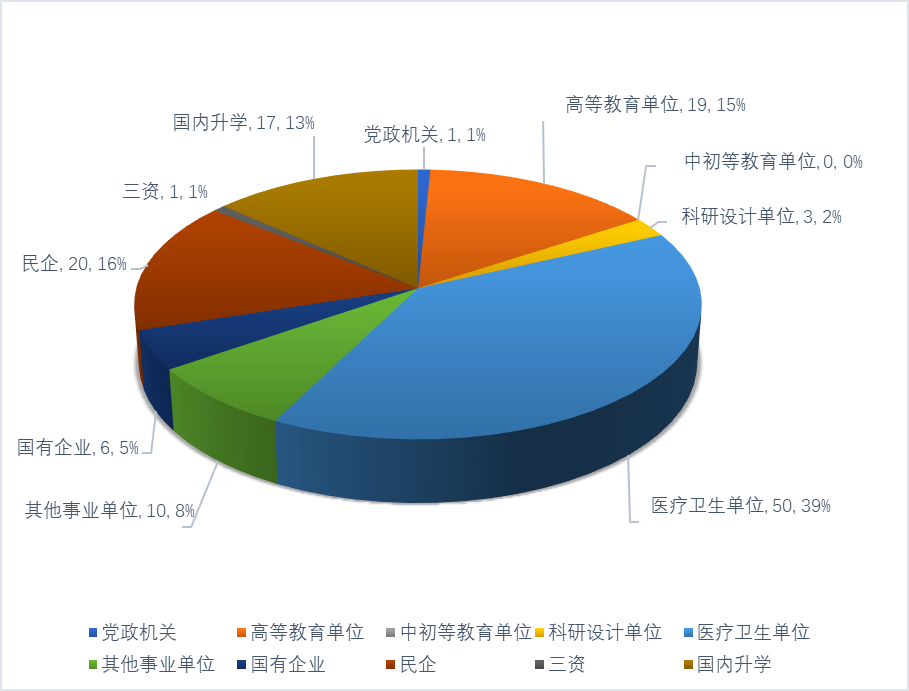 国内升学, 17, 13%
党政机关, 1, 1%
高等教育单位, 19, 15%
中初等教育单位, 0, 0%
三资, 1, 1%
科研设计单位, 3, 2%
民企, 20, 16%
国有企业, 6, 5%
其他事业单位, 10, 8%
医疗卫生单位, 50, 39%
党政机关 高等教育单位 中初等教育单位 科研设计单位 医疗卫生单位
其他事业单位 国有企业 民企 三资 国内升学